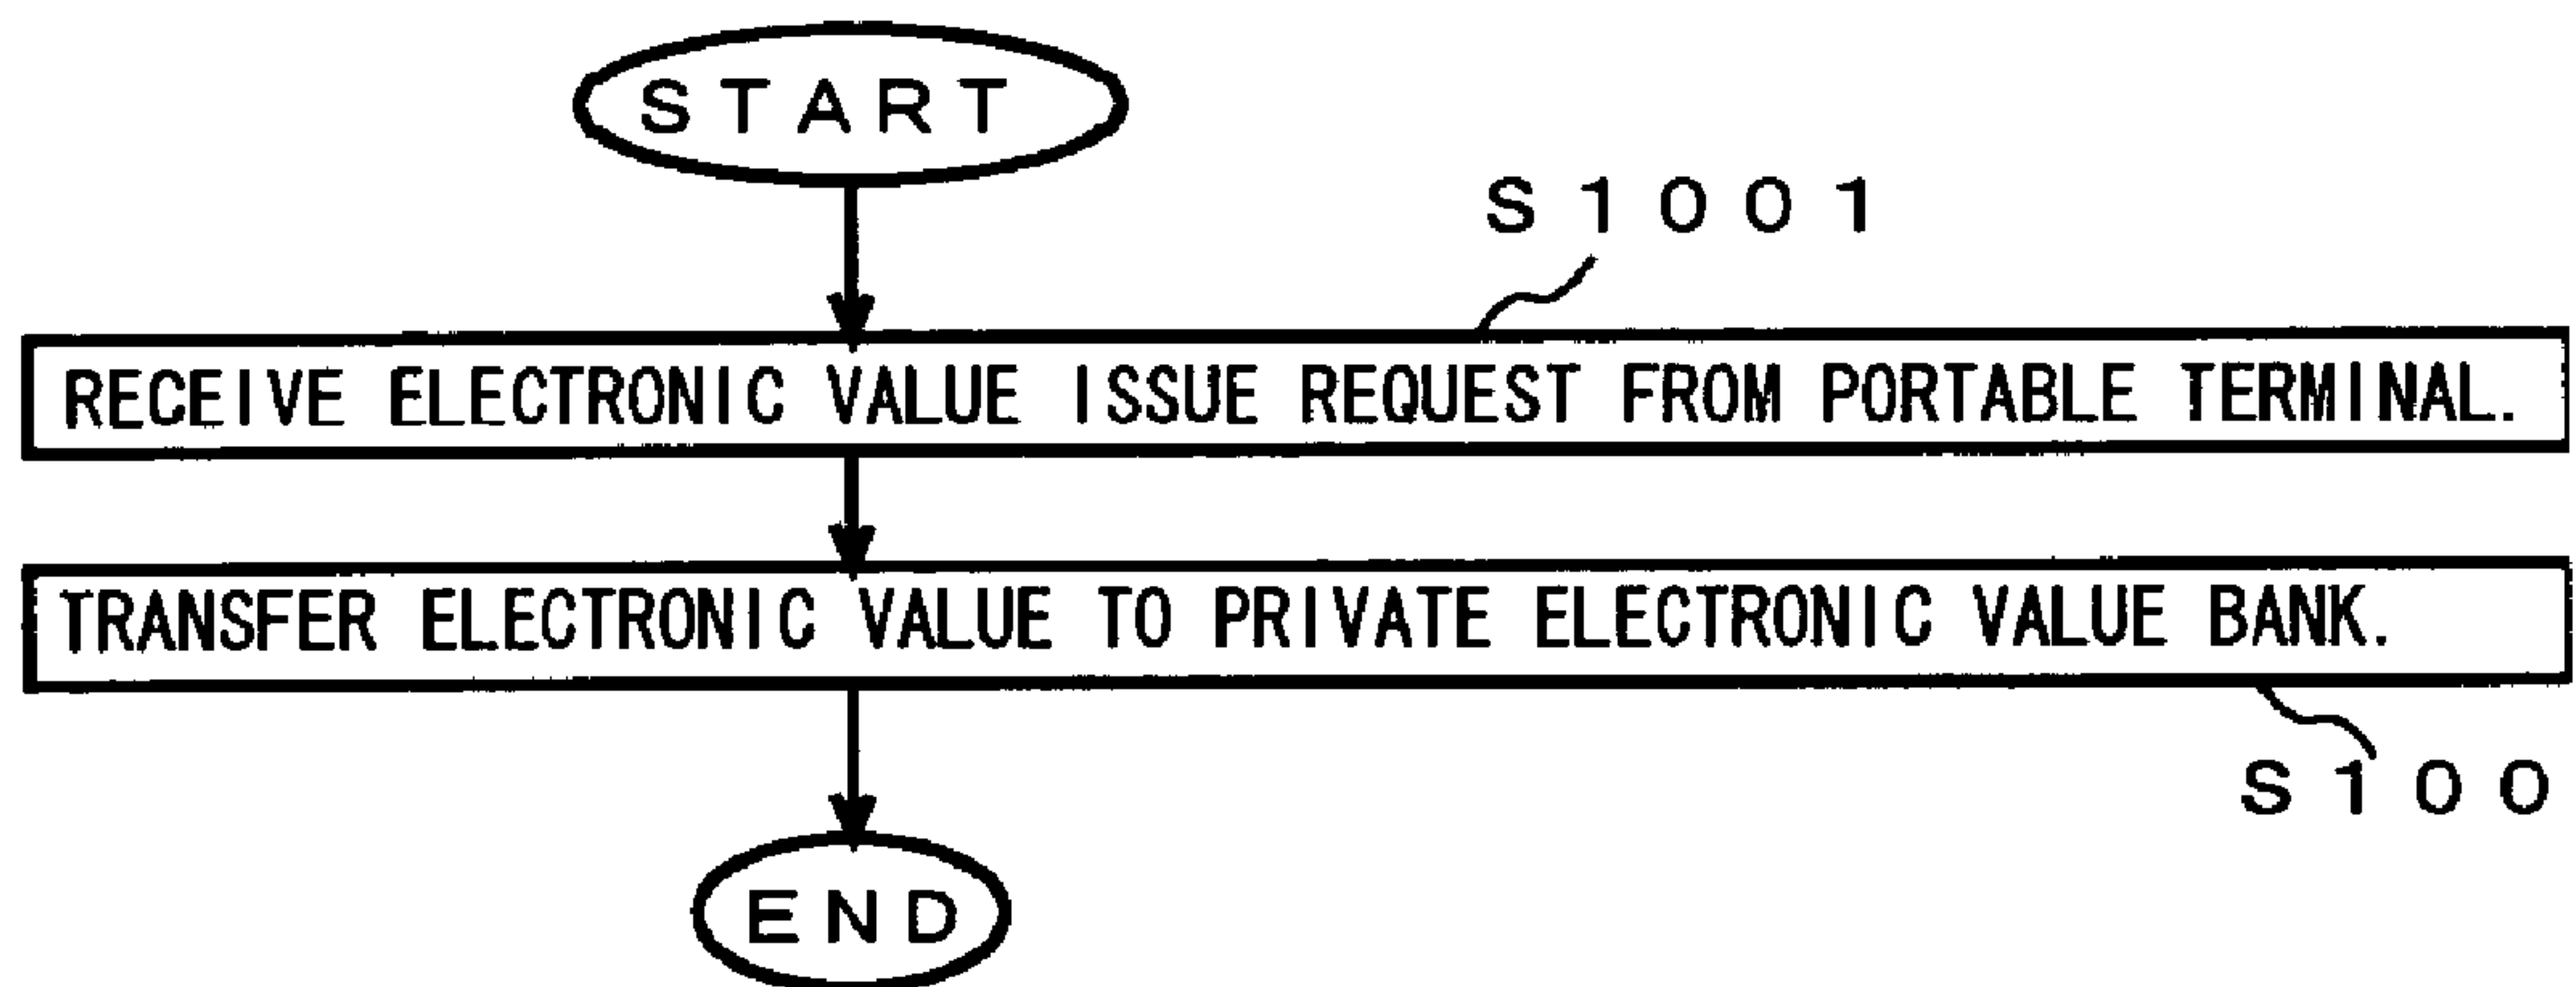 START
S1001
RECEIVE ELECTRONIC VALUE ISSUE REQUEST FROM PORTABLE TERMINAL.
TRANSFER ELECTRONIC VALUE TO PRIVATE ELECTRONIC VALUE BANK.
S100
END